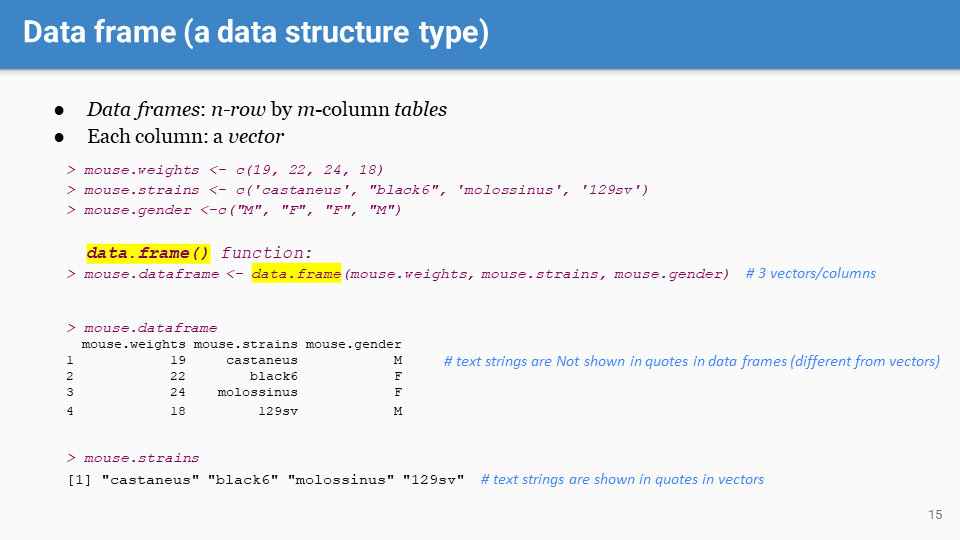 Data frame (a data structure type)
● Data frames: n-row by m-column tables
● Each column: a vector
> mouse.weights <- c(19, 22, 24, 18)
> mouse.strains <- c('castaneus', "black6", 'molossinus', '129sv')
> mouse.gender <-c("M", "F", "F", "M")
data.frame() function:
> mouse.dataframe <- data.frame(mouse.weights, mouse.strains, mouse.gender) # 3 vectors/columns
> mouse.dataframe
mouse.weights mouse.strains mouse.gender
1 19 castaneus M # text strings are Not shown in quotes in data frames (different from vectors)
2 22 black6 F
3 24 molossinus F
4 18 129sv M
> mouse.strains
[1] "castaneus" "black6" "molossinus" "129sv" # text strings are shown in quotes in vectors
15